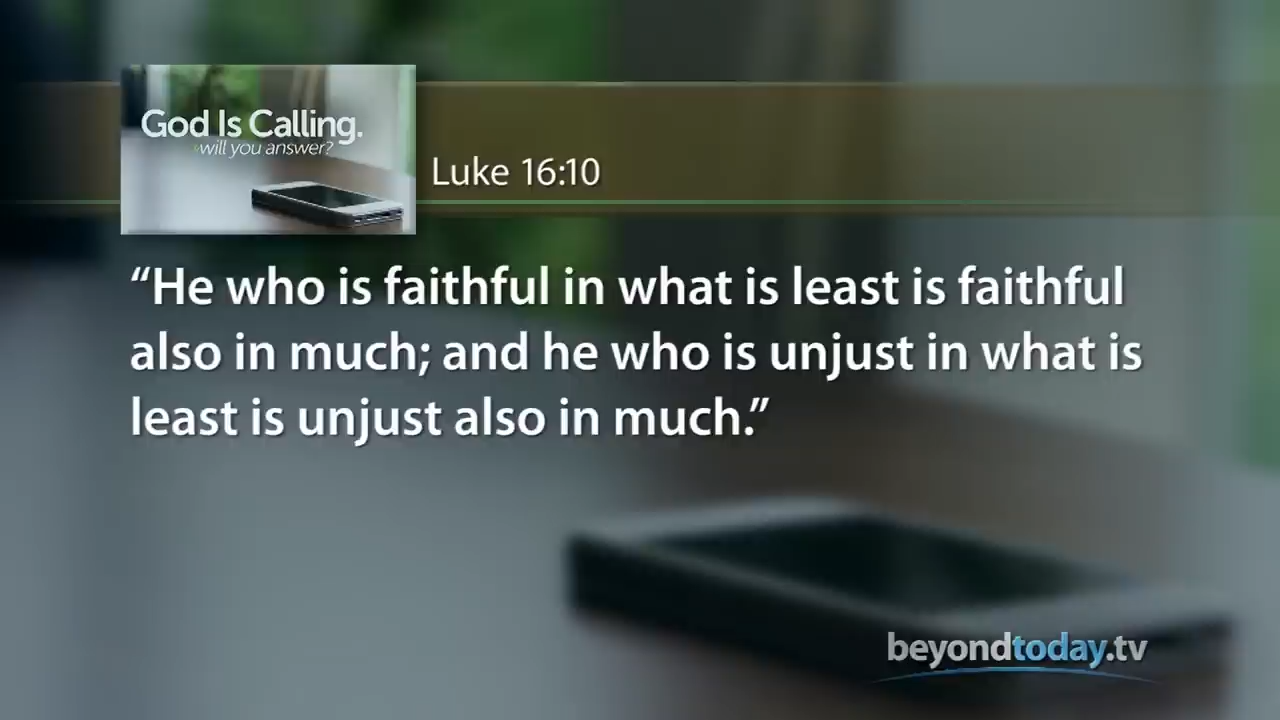 God Is Calling.
will you answer?
Luke 16:10
“He who is faithful in what is least is faithful
also in much; and he who is unjust in what is
least is unjust also in much.”
beyondtoday.tv